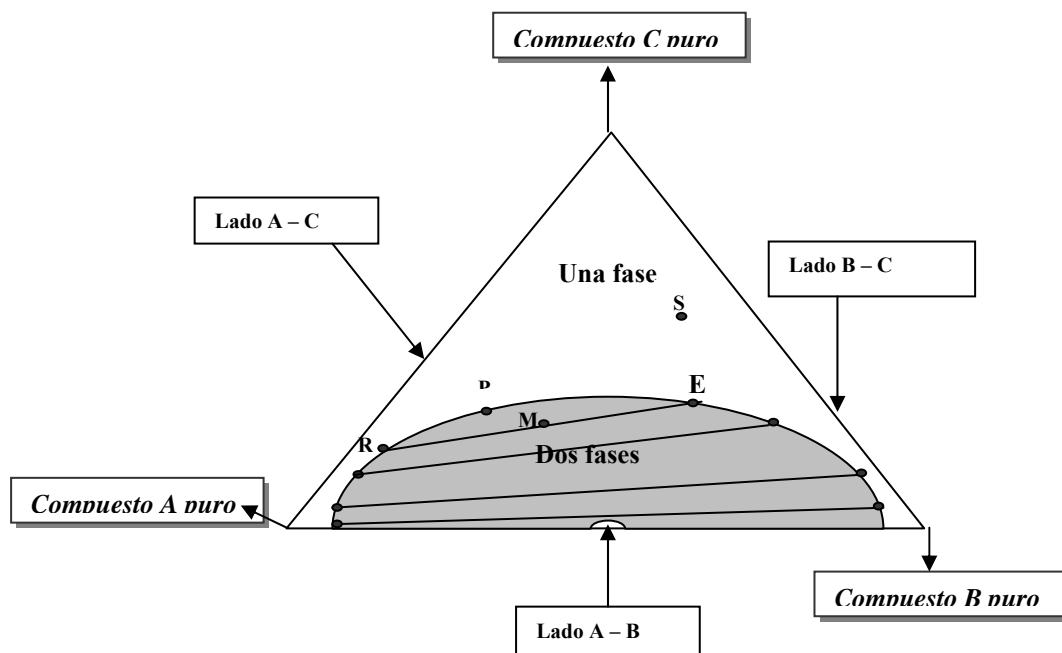 Compuesto C puro
Lado A – C
Lado B – C
Una fase
S
E
M
R
Dos fases
Compuesto A puro
Compuesto B puro
Lado A – B